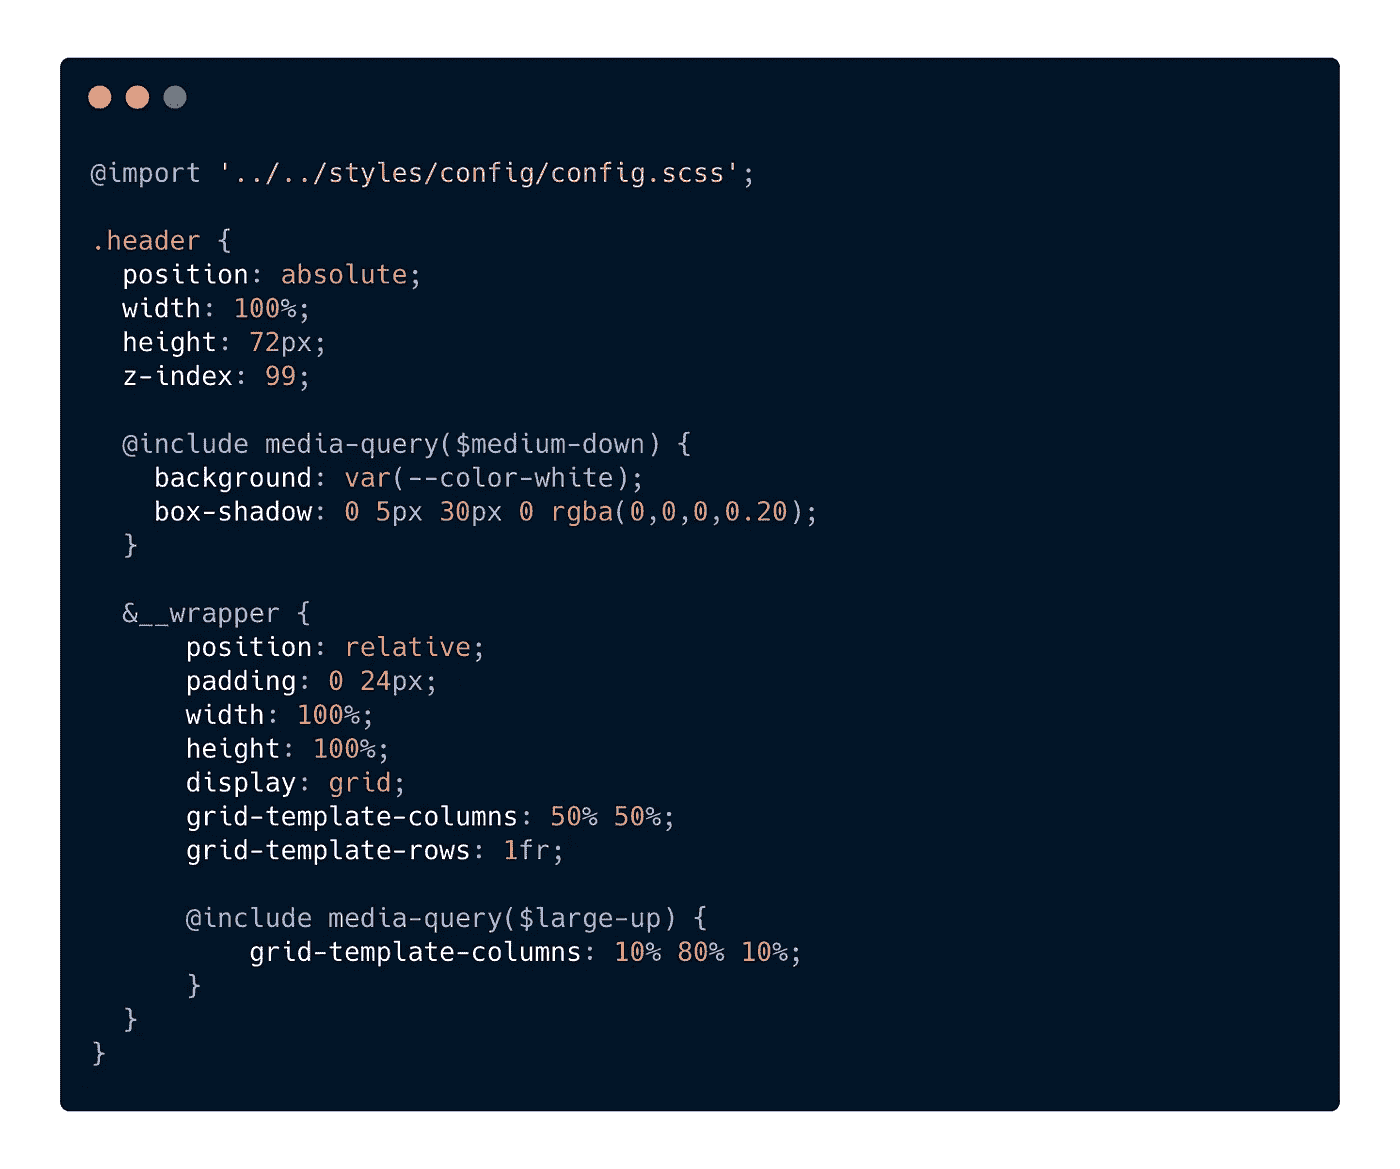 @import '../../styles/config/config.scss';

.header {
  position: absolute;
  width: 100%;
  height: 72px;
  z-index: 99;

  @include media-query($medium-down) {
    background: var(--color-white);
    box-shadow: 0 5px 30px 0 rgba(0,0,0,0.20);
  }

  &__wrapper {
      position: relative;
      padding: 0 24px;
      width: 100%;
      height: 100%;
      display: grid;
      grid-template-columns: 50% 50%;
      grid-template-rows: 1fr;

      @include media-query($large-up) {
          grid-template-columns: 10% 80% 10%;
      }
  }
}